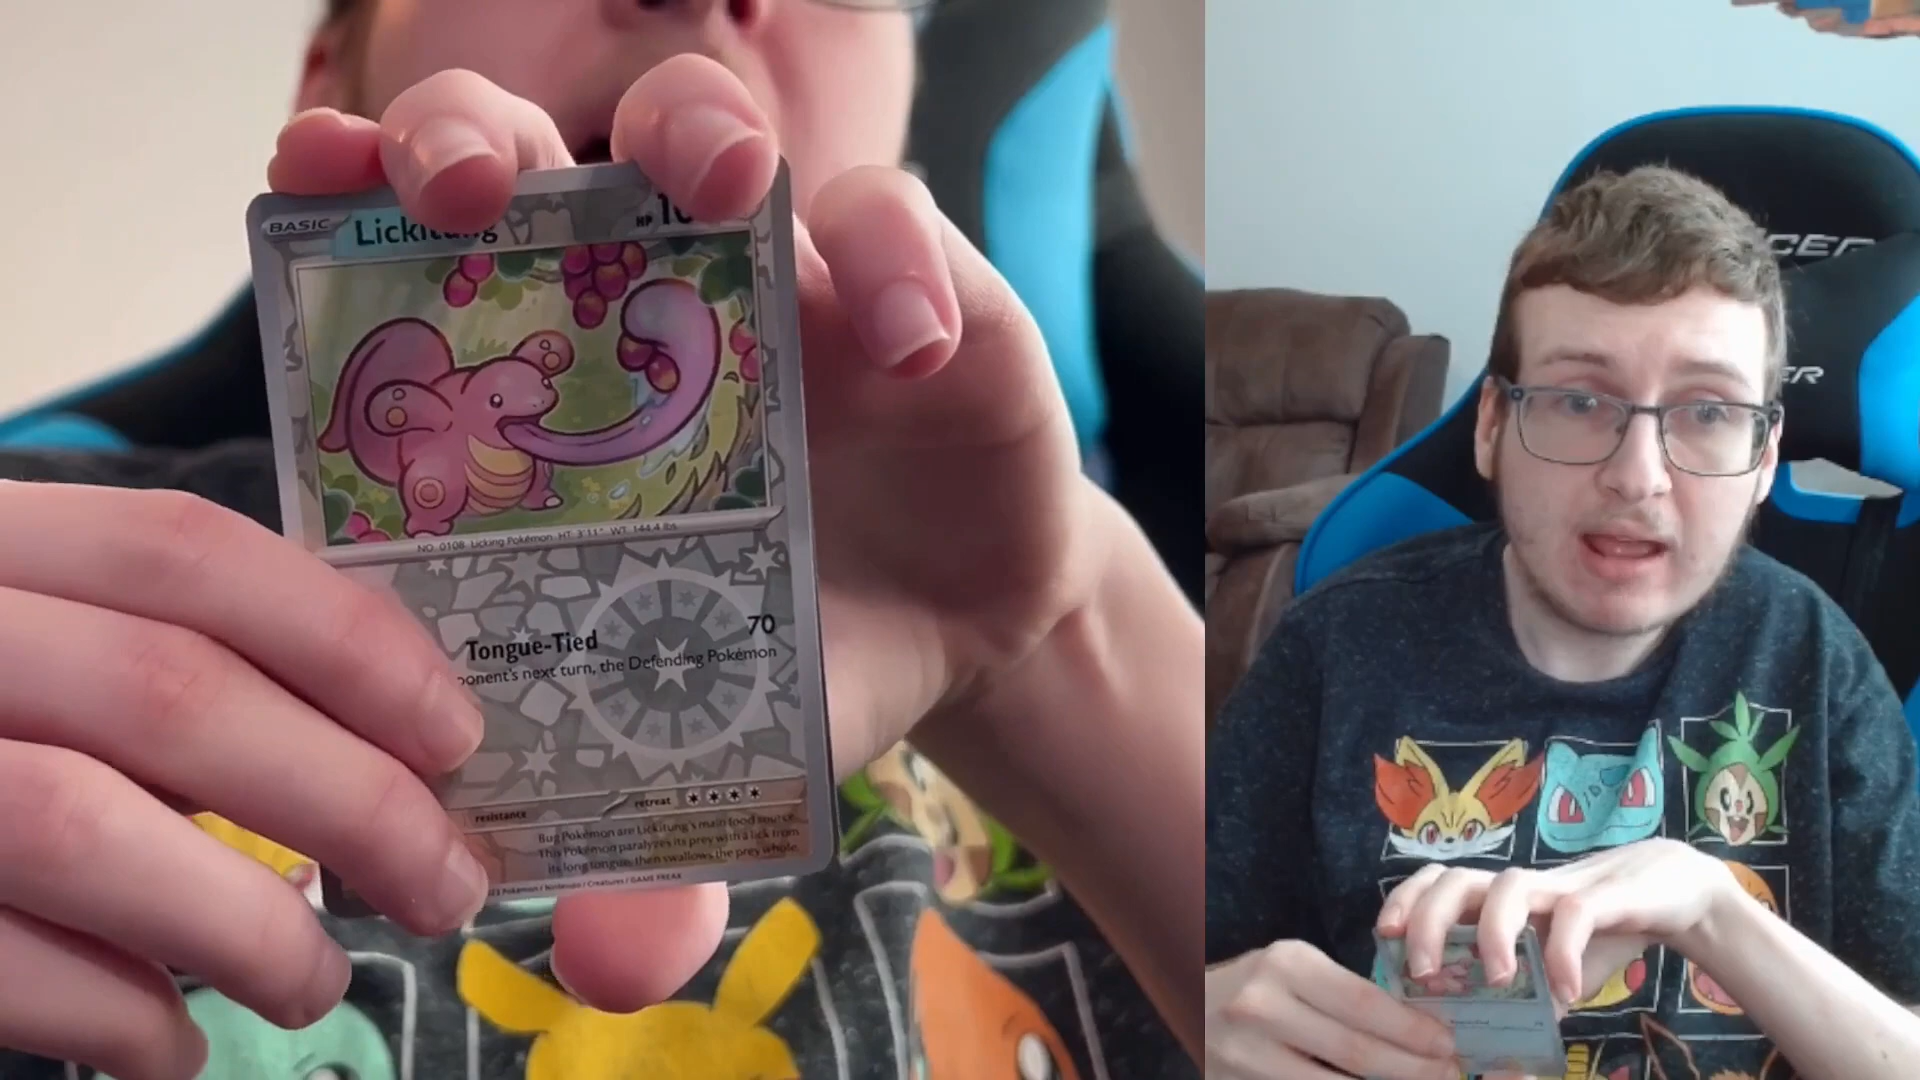 BASIC
Lickitung
HP
NO. 0108 Licking Pokémon HT: 3'11" WT: 144.4 lbs.
Tongue-Tied 70
ponent's next turn, the Defending Pokémon
resistance retreat
Bug Pokémon are Lickitung's main food source.
This Pokémon paralyzes its prey with a lick from
its long tongue, then swallows the prey whole.
Pokémon / Nintendo / Creatures / GAME FREAK